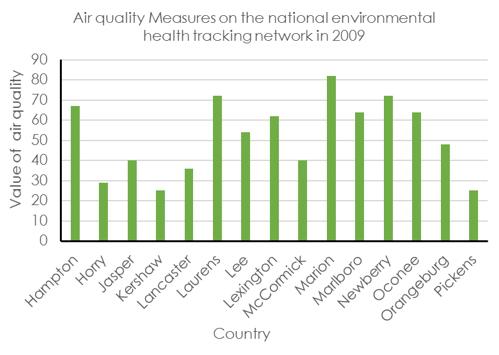 Air quality Measures on the national environmental
health tracking network in 2009
Value of air quality
90
80
70
60
50
40
30
20
10
0
Hampton
Horry
Jasper
Kershaw
Lancaster
Laurens
Lee
Lexington
McCormick
Marion
Marlboro
Newberry
Oconee
Orangeburg
Pickens
Country